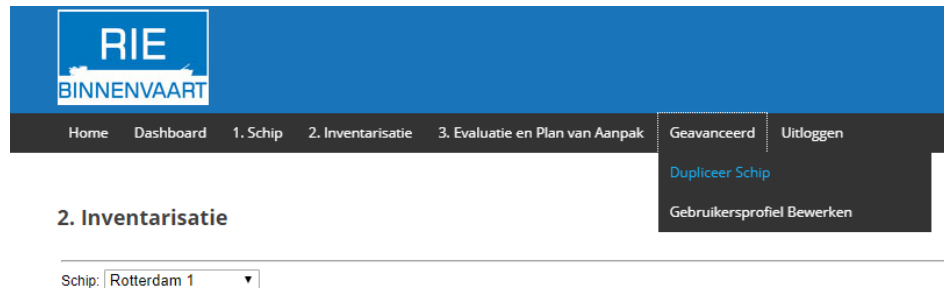 RIE
BINNENVAART
Home Dashboard 1. Schip 2. Inventarisatie 3. Evaluatie en Plan van Aanpak Geavanceerd Uitloggen
Dupliceer Schip
Gebruikersprofiel Bewerken
2. Inventarisatie
Schip: Rotterdam 1